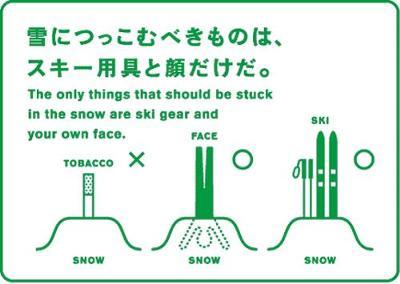 雪につっこむべきものは、
スキー用具と顔だけだ。
The only things that should be stuck
in the snow are ski gear and
your own face.
TOBACCO
FACE
SKI
SNOW
SNOW
SNOW